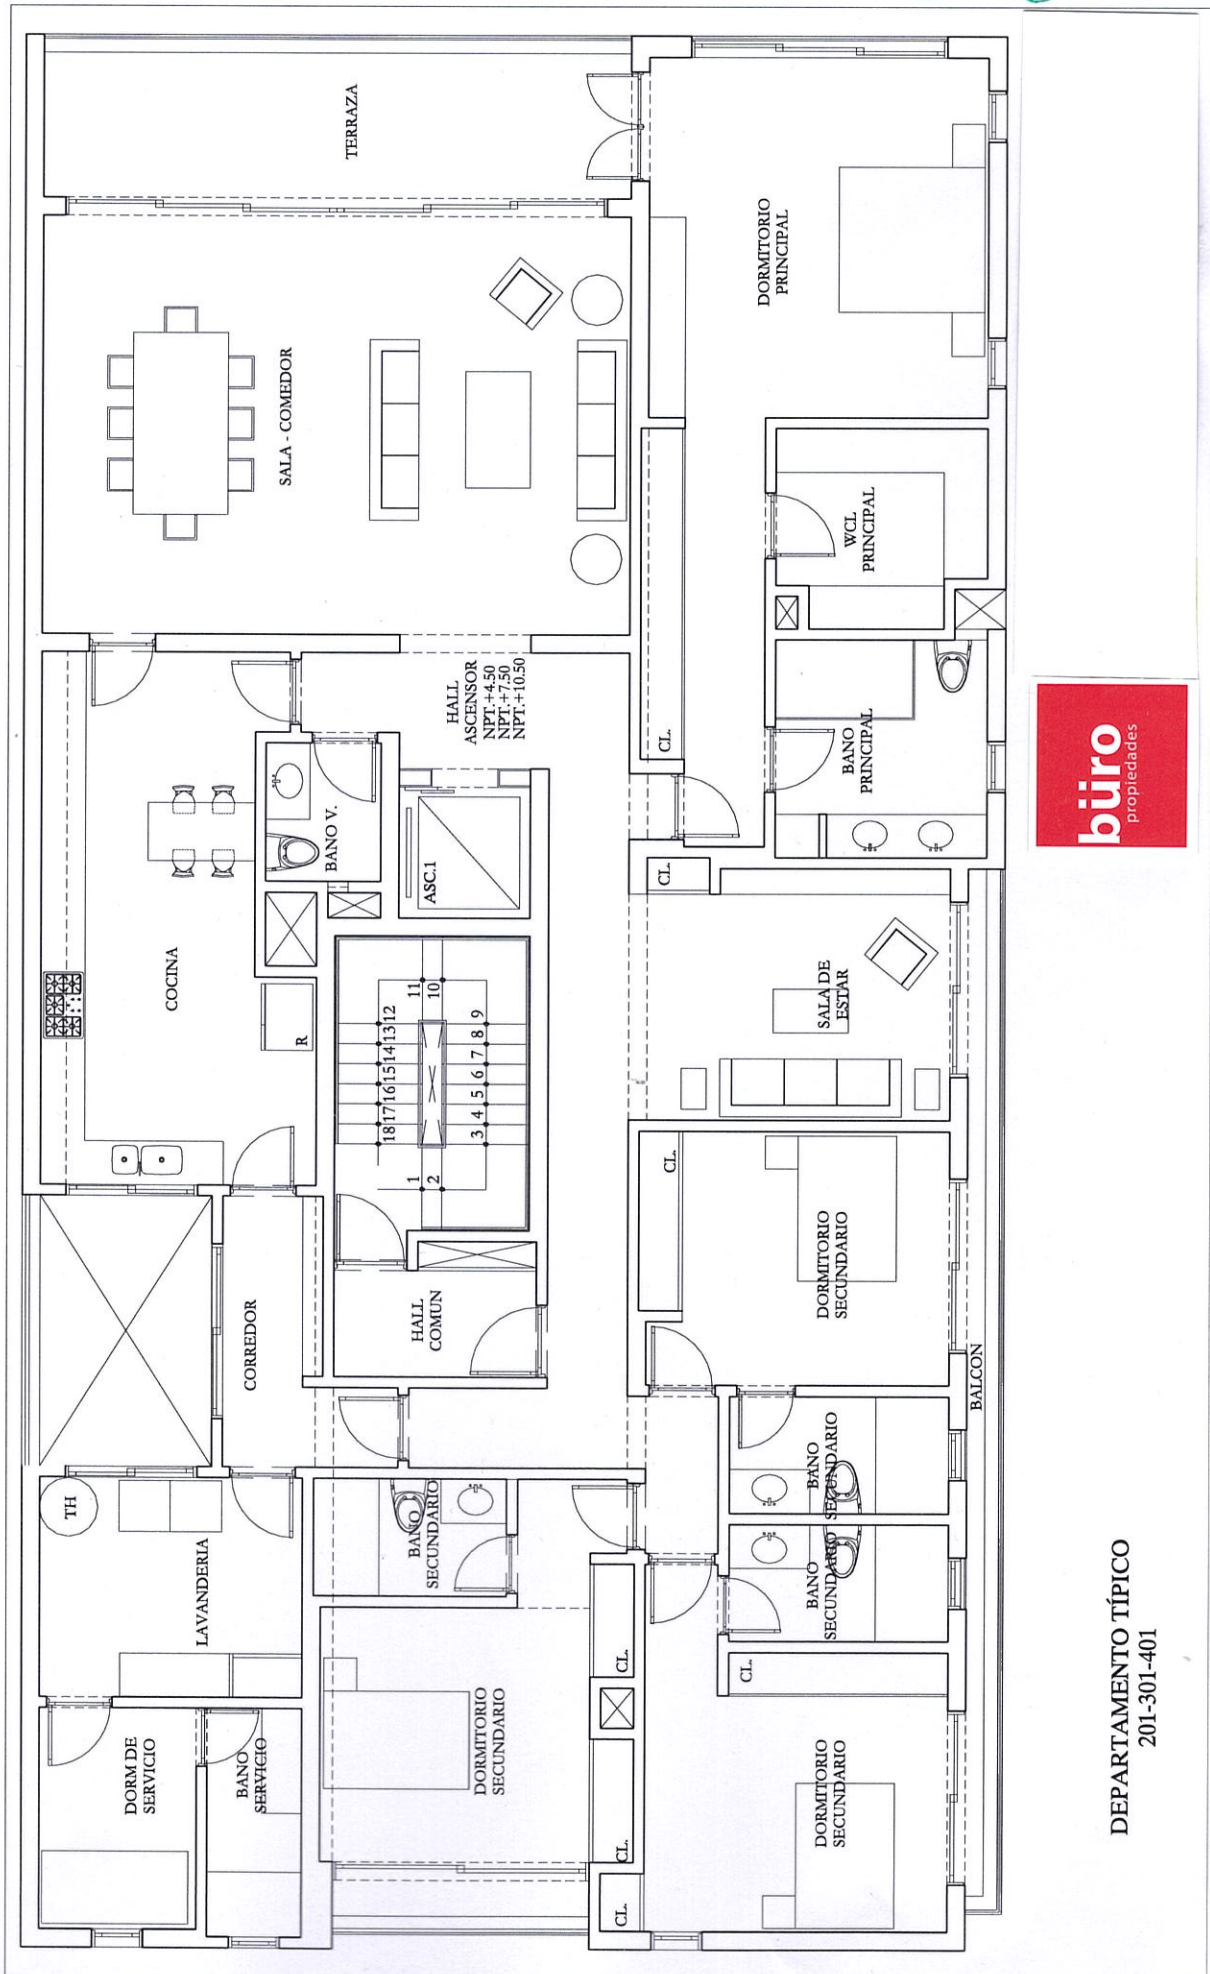 TERRAZA
SALA - COMEDOR
DORMITORIO
PRINCIPAL
WCL
PRINCIPAL
BANO
PRINCIPAL
CL.
HALL
ASCENSOR
NPT.+4.50
NPT.+7.50
NPT.+10.50
BANO V.
ASC.1
COCINA
R
CL.
SALA DE
ESTAR
11
10
18 17 16 15 14 13 12
3 4 5 6 7 8 9
1
2
HALL
COMUN
CORREDOR
CL.
DORMITORIO
SECUNDARIO
BALCON
TH
LAVANDERIA
BANO
SECUNDARIO
BANO
SECUNDARIO
BANO
SECUNDARIO
DORM DE
SERVICIO
BANO
SERVICIO
DORMITORIO
SECUNDARIO
CL.
CL.
CL.
CL.
DORMITORIO
SECUNDARIO
DEPARTAMENTO TÍPICO
201-301-401
büro
propiedades